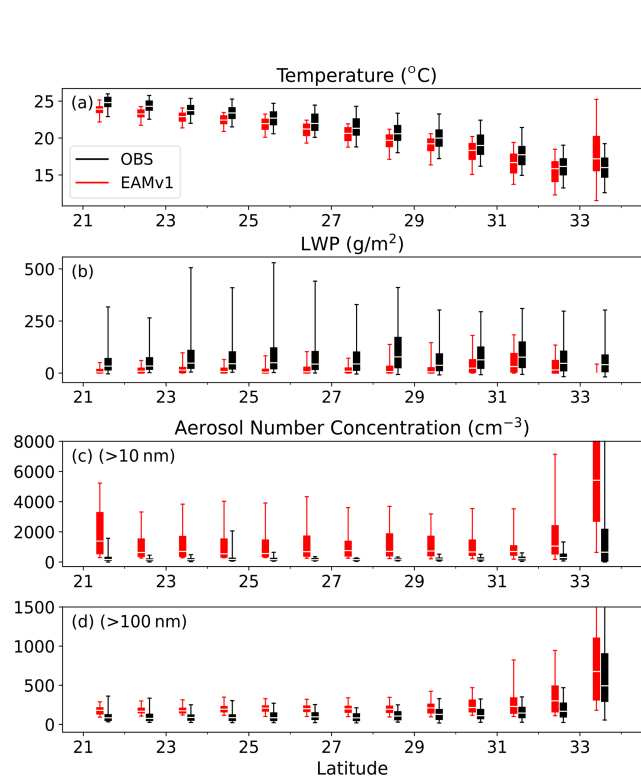 Temperature (°C)
25
20
15
(a)
OBS
EAMv1
21 23 25 27 29 31 33
LWP (g/m²)
500
250
0
(b)
21 23 25 27 29 31 33
Aerosol Number Concentration (cm⁻³)
8000
6000
4000
2000
0
(c) (>10 nm)
21 23 25 27 29 31 33
1500
1000
500
0
(d) (>100 nm)
21 23 25 27 29 31 33
Latitude